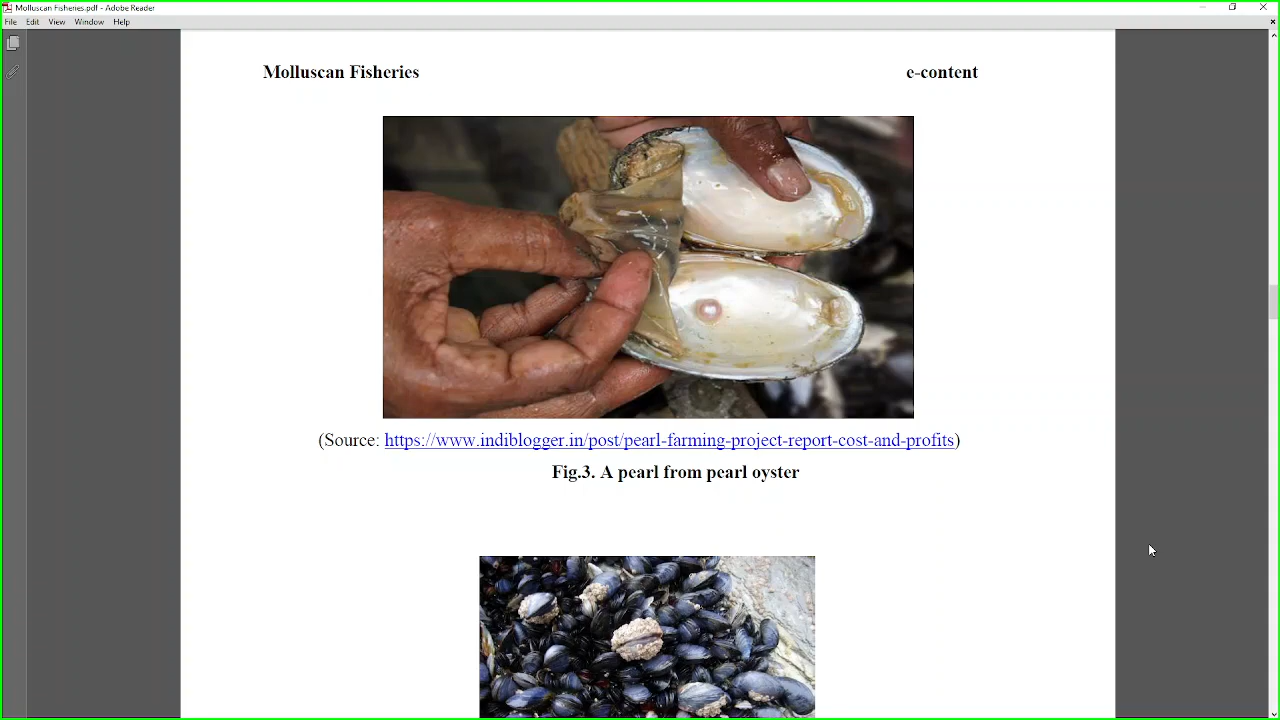 Molluscan Fisheries.pdf - Adobe Reader
File Edit View Window Help
Molluscan Fisheries e-content
(Source: https://www.indiblogger.in/post/pearl-farming-project-report-cost-and-profits)
Fig.3. A pearl from pearl oyster